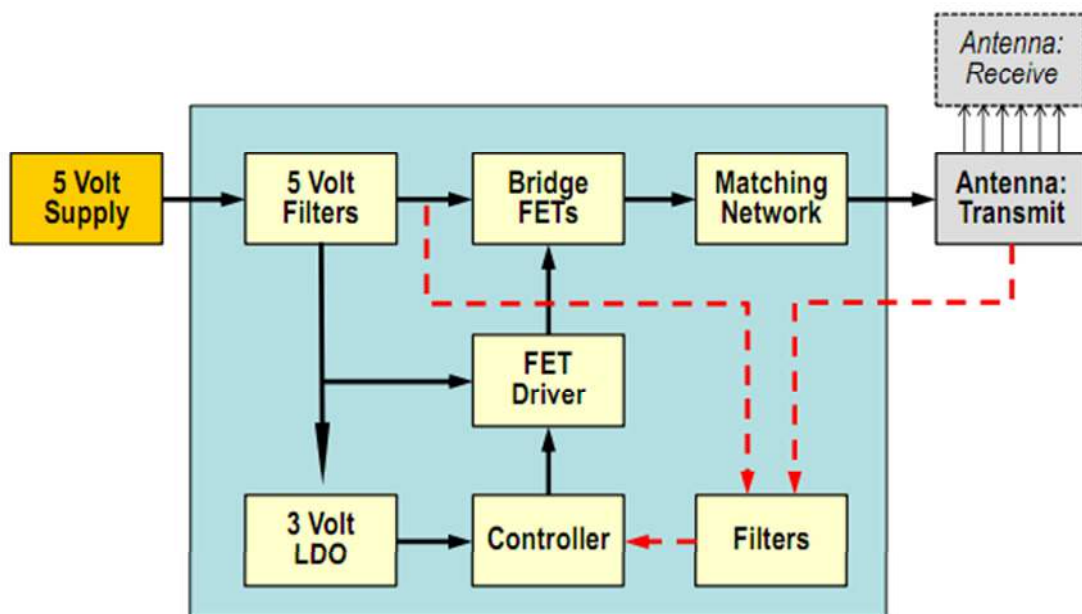 Antenna:
Receive
5 Volt
Supply
5 Volt
Filters
Bridge
FETs
Matching
Network
Antenna:
Transmit
FET
Driver
3 Volt
LDO
Controller
Filters